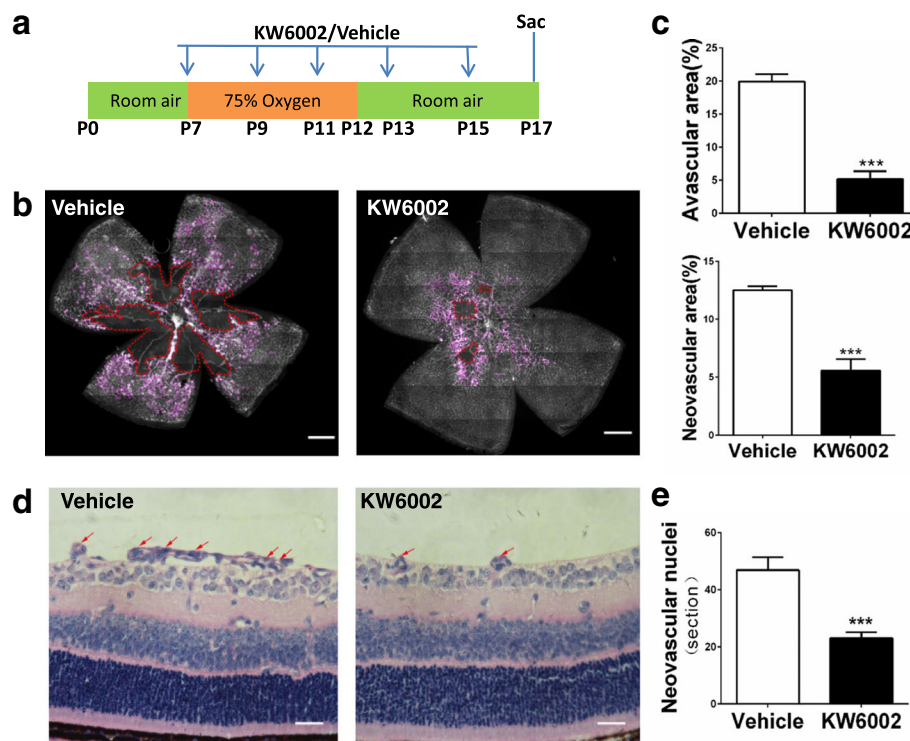 a
KW6002/Vehicle
Sac
Room air
75% Oxygen
Room air
P0
P7
P9
P11
P12
P13
P15
P17
b
Vehicle
KW6002
c
Avascular area(%)
25
20
15
10
5
0
***
Vehicle
KW6002
Neovascular area(%)
15
10
5
0
***
Vehicle
KW6002
d
Vehicle
KW6002
e
Neovascular nuclei
(section)
60
40
20
0
***
Vehicle
KW6002